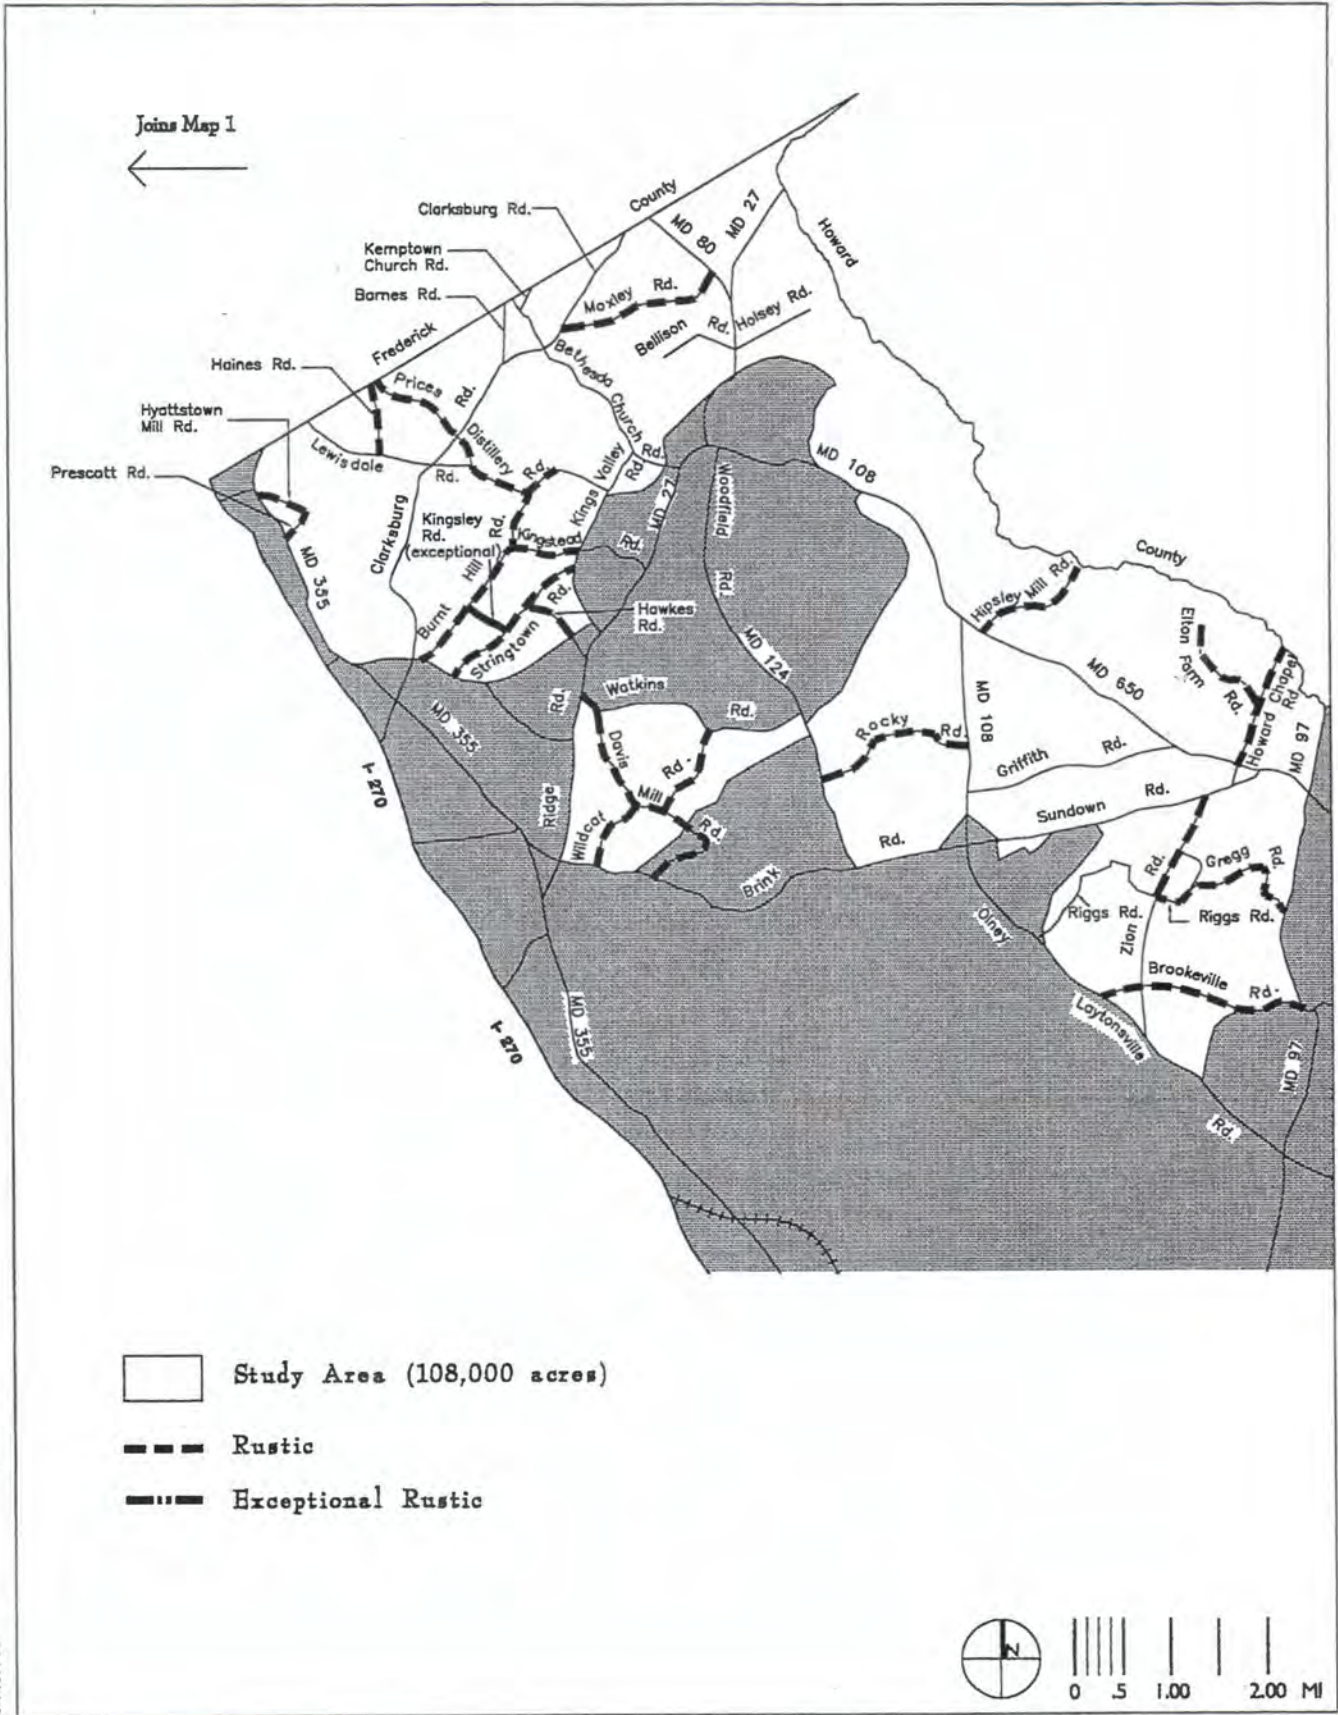 Joins Map 1
Clarksburg Rd.
Kemptown
Church Rd.
Barnes Rd.
County
MD 80
MD 27
Howard
Moxley Rd.
Bellison Rd.
Holsey Rd.
Frederick
Haines Rd.
Prices Distillery Rd.
Rd.
Bethesda Church Rd.
Hyattstown
Mill Rd.
Lewisdale Rd.
Prescott Rd.
Clarksburg
Kings Valley Rd.
MD 27
Woodfield Rd.
MD 108
Kingsley
Rd.
(exceptional)
Kingstead Rd.
MD 355
Burnt Hill Rd.
Stringtown Rd.
Hawkes
Rd.
County
Hipsley Mill Rd.
Elton Farm Rd.
Howard Chapel Rd.
MD 650
MD 97
MD 124
MD 108
Watkins Rd.
MD 355
I-270
Ridge Rd.
Davis Mill Rd.
Rd.
Wildcat
Rocky Rd.
Griffith Rd.
Sundown Rd.
Rd.
Brink
Gregg Rd.
Rd.
Riggs Rd.
Riggs Rd.
Zion
Olney
Brookeville Rd.
Laytonsville
Rd.
MD 97
MD 355
I-270
Study Area (108,000 acres)
Rustic
Exceptional Rustic
N
0 .5 1.00 2.00 MI